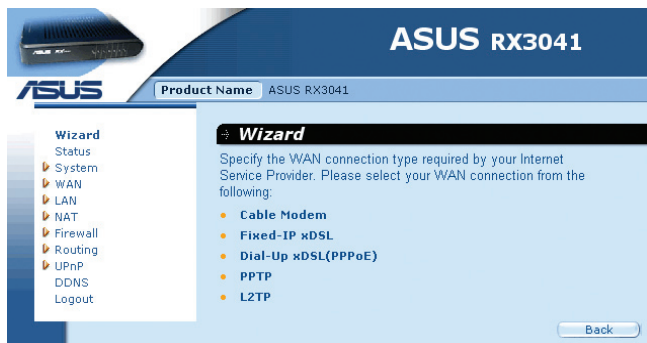 ASUS RX3041
ASUS
Product Name ASUS RX3041
Wizard
Status
System
WAN
LAN
NAT
Firewall
Routing
UPnP
DDNS
Logout
Wizard
Specify the WAN connection type required by your Internet
Service Provider. Please select your WAN connection from the
following:
Cable Modem
Fixed-IP xDSL
Dial-Up xDSL(PPPoE)
PPTP
L2TP
Back